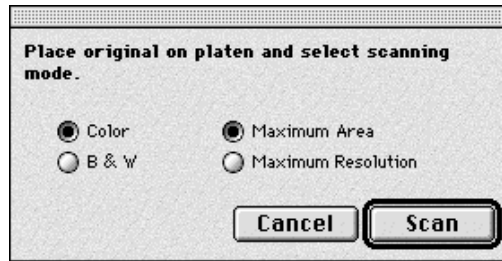 Place original on platen and select scanning
mode.
Color
Maximum Area
B & W
Maximum Resolution
Cancel
Scan